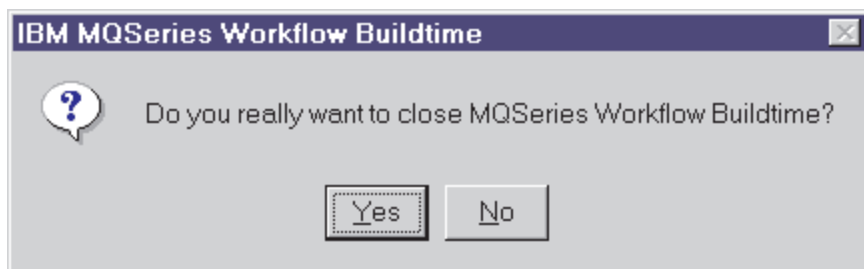 IBM MQSeries Workflow Buildtime
Do you really want to close MQSeries Workflow Buildtime?
Yes No